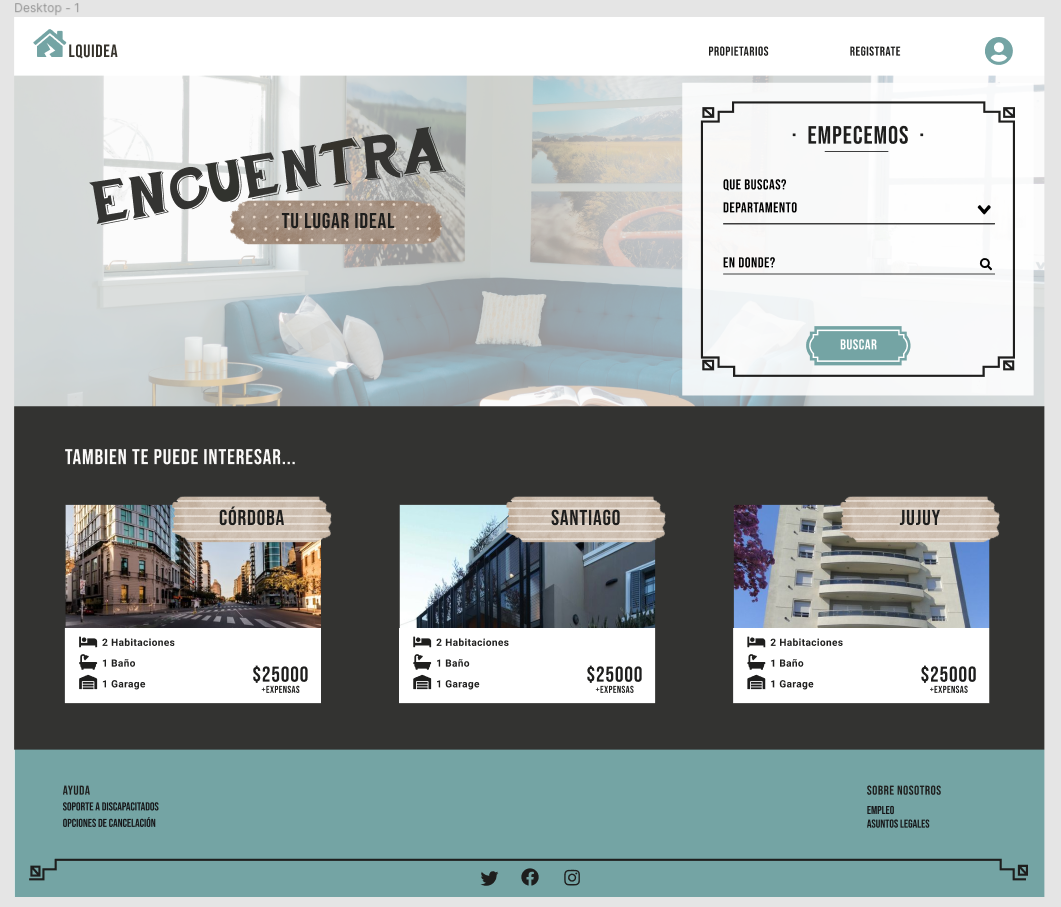 Desktop - 1
LQUIDEA
PROPIETARIOS
REGISTRATE
ENCUENTRA
TU LUGAR IDEAL
· EMPECEMOS ·
QUE BUSCAS?
DEPARTAMENTO
EN DONDE?
BUSCAR
TAMBIEN TE PUEDE INTERESAR...
CÓRDOBA
2 Habitaciones
1 Baño
1 Garage
$25000
+EXPENSAS
SANTIAGO
2 Habitaciones
1 Baño
1 Garage
$25000
+EXPENSAS
JUJUY
2 Habitaciones
1 Baño
1 Garage
$25000
+EXPENSAS
AYUDA
SOPORTE A DISCAPACITADOS
OPCIONES DE CANCELACIÓN
SOBRE NOSOTROS
EMPLEO
ASUNTOS LEGALES